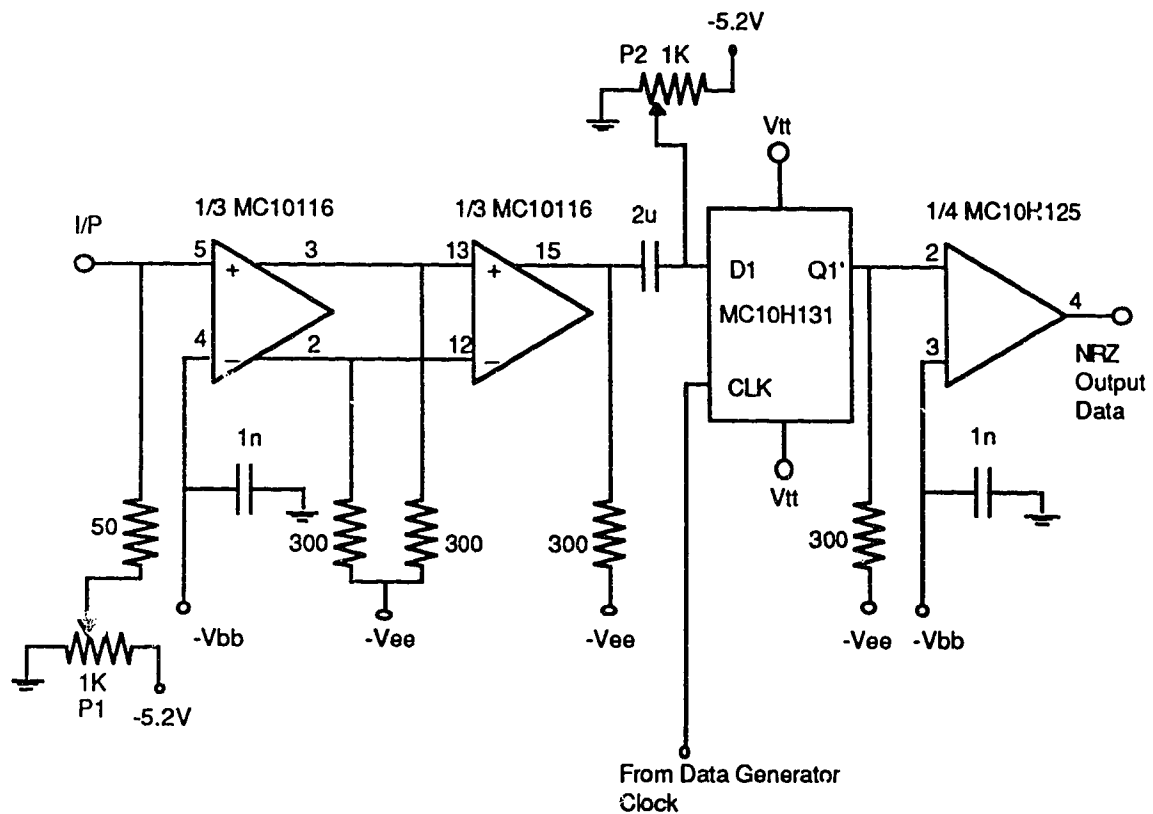 -5.2V
P2 1K
Vtt
1/3 MC10116
1/3 MC10116
2u
1/4 MC10H125
I/P
5
3
13
15
2
+
+
D1
Q1'
4
MC10H131
4
2
12
3
−
−
NRZ
Output
Data
CLK
1n
1n
Vtt
50
300
300
300
300
-Vbb
-Vee
-Vee
-Vee
-Vbb
1K
P1
-5.2V
From Data Generator
Clock